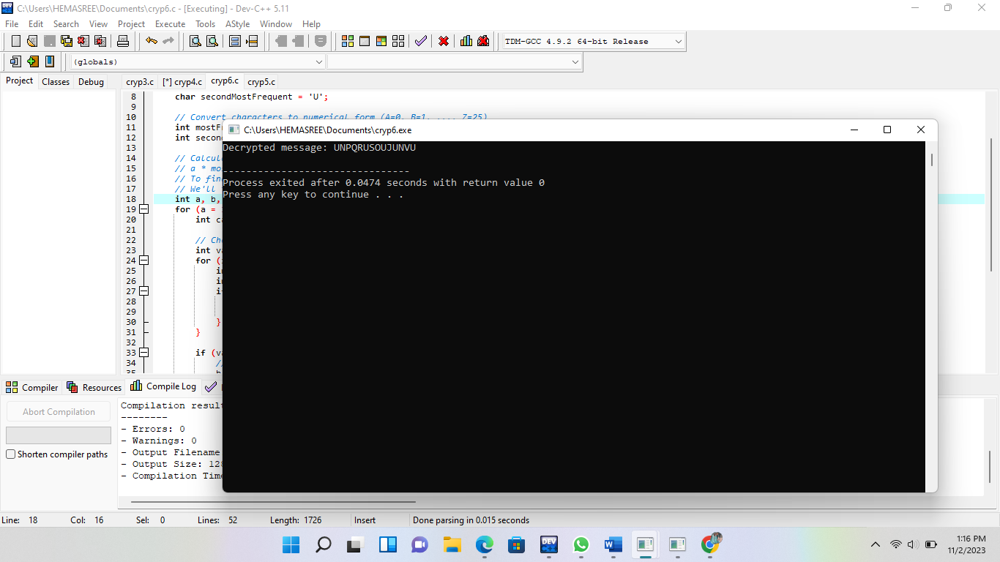 C:\Users\HEMASREE\Documents\cryp6.c - [Executing] - Dev-C++ 5.11
File Edit Search View Project Execute Tools AStyle Window Help
TDM-GCC 4.9.2 64-bit Release
(globals)
Project Classes Debug
cryp3.c [*] cryp4.c cryp6.c cryp5.c
8 char secondMostFrequent = 'U';
9
10 // Convert characters to numerical form (A=0, B=1, ..., Z=25)
11 int mostF
12 int secon
13
14 // Calcul
15 // a * mo
16 // To fin
17 // We'll
18 int a, b,
19 for (a =
20 int c
21
22 // Ch
23 int v
24 for (
25 i
26 i
27 i
28
29
30 }
31 }
32
33 if (v
34 /
35
C:\Users\HEMASREE\Documents\cryp6.exe
Decrypted message: UNPQRUSOUJUNVU
--------------------------------
Process exited after 0.0474 seconds with return value 0
Press any key to continue . . .
Compiler Resources Compile Log
Abort Compilation
Shorten compiler paths
Compilation result
--------
- Errors: 0
- Warnings: 0
- Output Filename
- Output Size: 128
- Compilation Time
Line: 18 Col: 16 Sel: 0 Lines: 52 Length: 1726 Insert Done parsing in 0.015 seconds
DEV
1:16 PM
11/2/2023